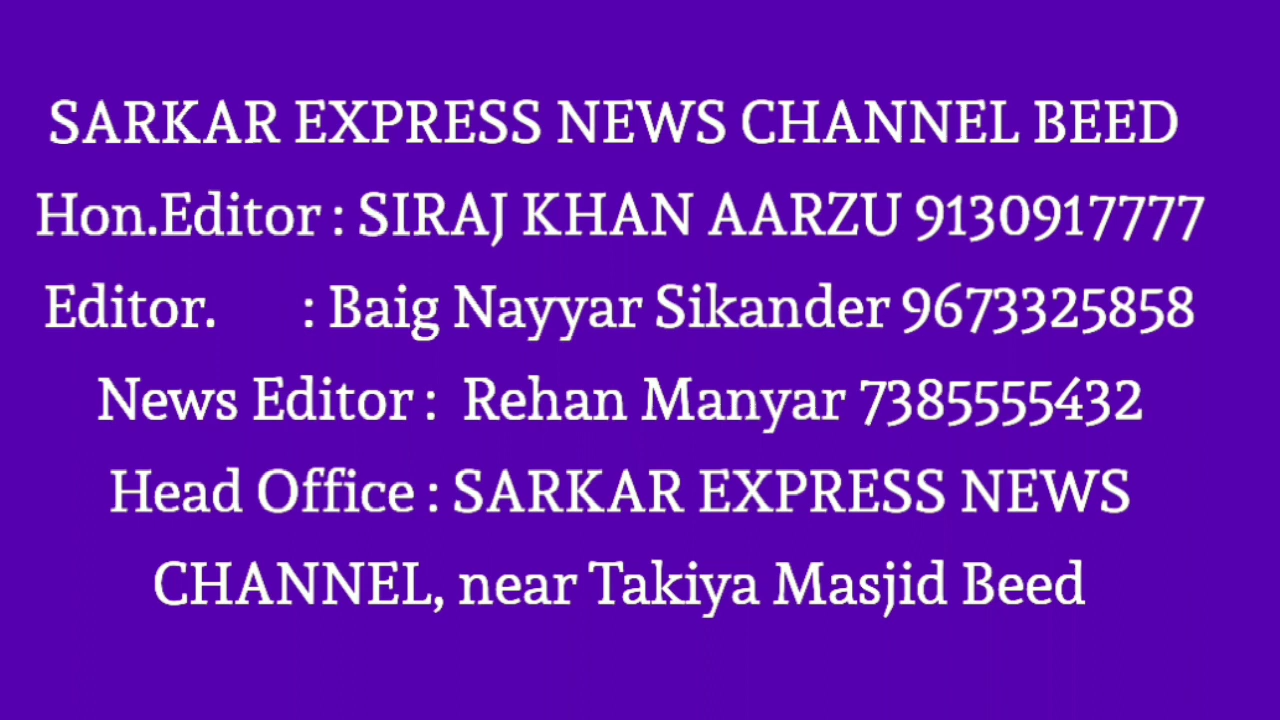 SARKAR EXPRESS NEWS CHANNEL BEED
Hon.Editor : SIRAJ KHAN AARZU 9130917777
Editor. : Baig Nayyar Sikander 9673325858
News Editor : Rehan Manyar 7385555432
Head Office : SARKAR EXPRESS NEWS
CHANNEL, near Takiya Masjid Beed